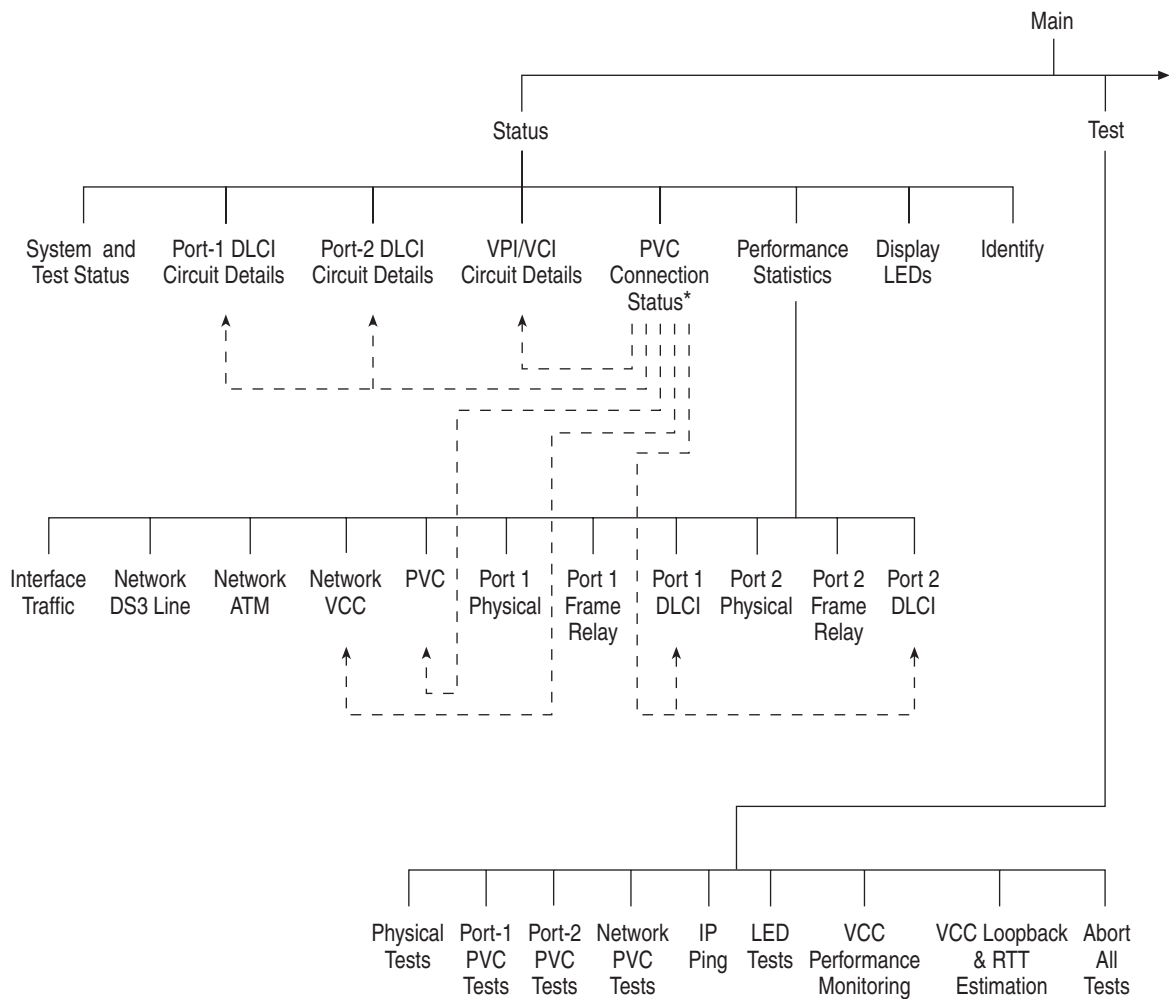 Main
Status
Test
System and
Test Status
Port-1 DLCI
Circuit Details
Port-2 DLCI
Circuit Details
VPI/VCI
Circuit Details
PVC
Connection
Status*
Performance
Statistics
Display
LEDs
Identify
Interface
Traffic
Network
DS3 Line
Network
ATM
Network
VCC
PVC
Port 1
Physical
Port 1
Frame
Relay
Port 1
DLCI
Port 2
Physical
Port 2
Frame
Relay
Port 2
DLCI
Physical
Tests
Port-1
PVC
Tests
Port-2
PVC
Tests
Network
PVC
Tests
IP
Ping
LED
Tests
VCC
Performance
Monitoring
VCC Loopback
& RTT
Estimation
Abort
All
Tests